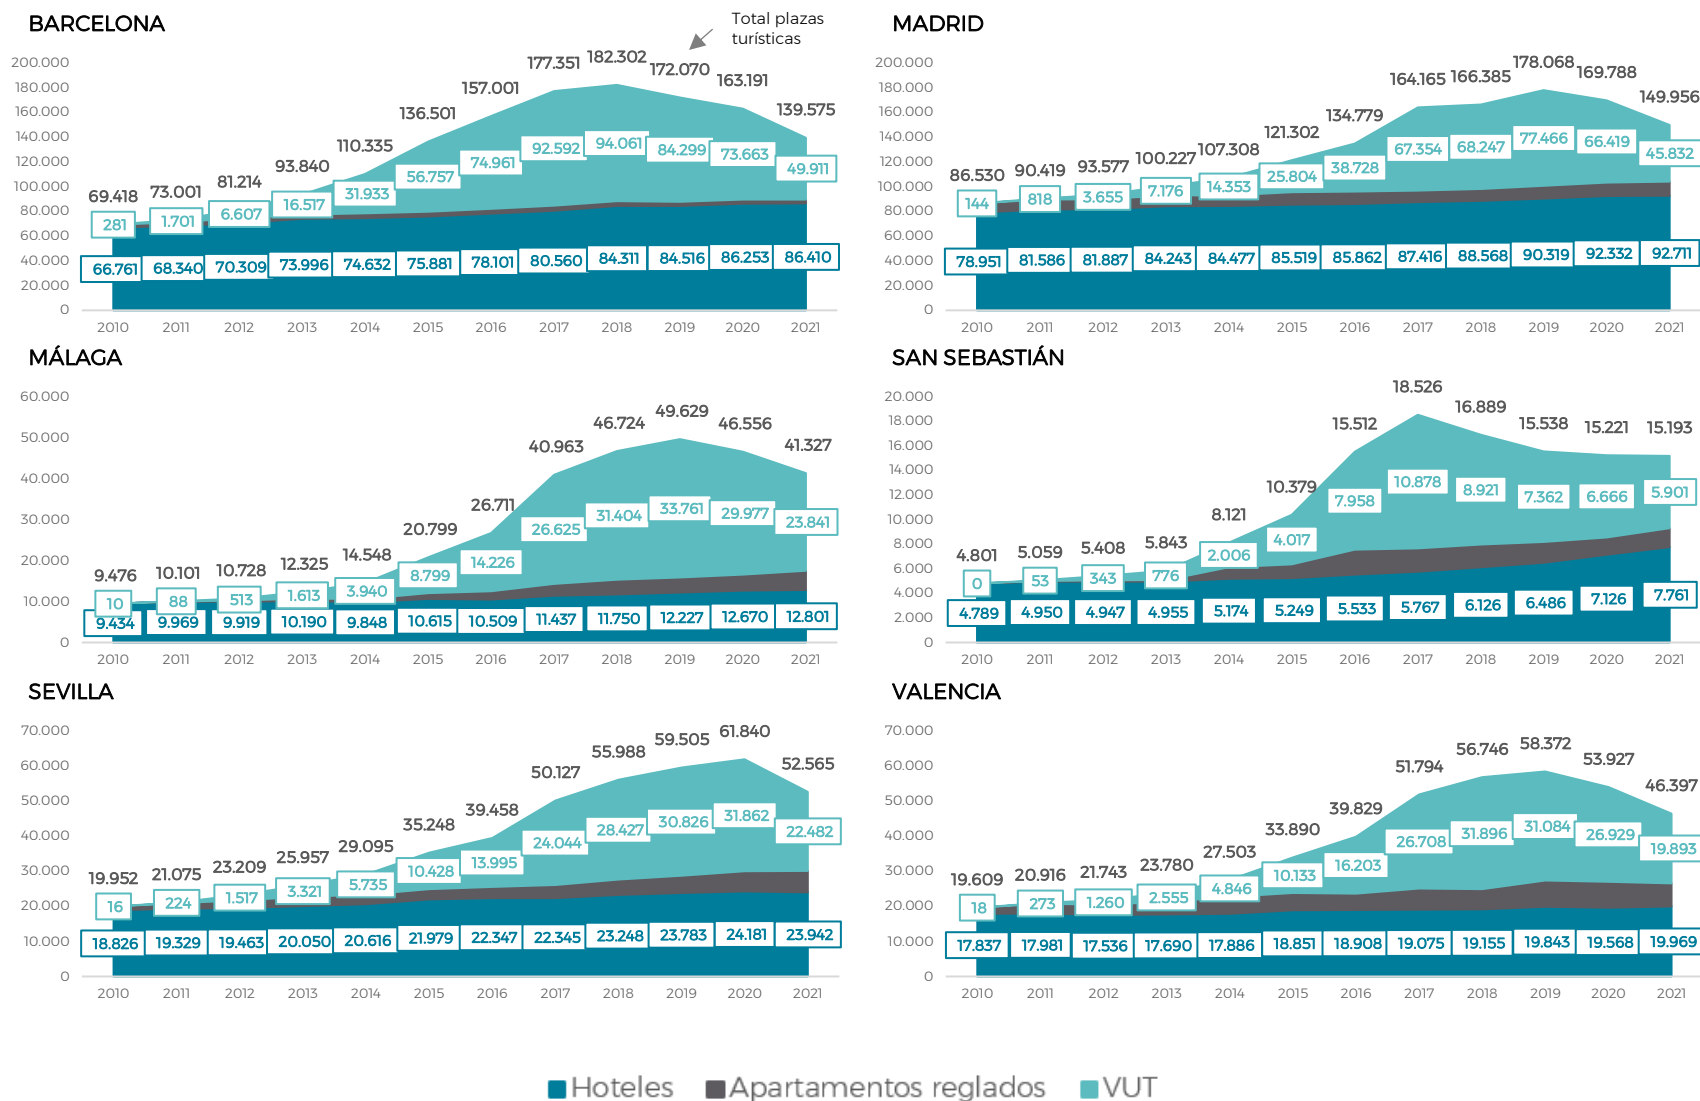 BARCELONA
Total plazas
turísticas
200.000
180.000
160.000
140.000
120.000
100.000
80.000
60.000
40.000
20.000
0
69.418 73.001 81.214 93.840 110.335 136.501 157.001 177.351 182.302 172.070 163.191 139.575
281 1.701 6.607 16.517 31.933 56.757 74.961 92.592 94.061 84.299 73.663 49.911
66.761 68.340 70.309 73.996 74.632 75.881 78.101 80.560 84.311 84.516 86.253 86.410
2010 2011 2012 2013 2014 2015 2016 2017 2018 2019 2020 2021
MADRID
200.000
180.000
160.000
140.000
120.000
100.000
80.000
60.000
40.000
20.000
0
86.530 90.419 93.577 100.227 107.308 121.302 134.779 164.165 166.385 178.068 169.788 149.956
144 818 3.655 7.176 14.353 25.804 38.728 67.354 68.247 77.466 66.419 45.832
78.951 81.586 81.887 84.243 84.477 85.519 85.862 87.416 88.568 90.319 92.332 92.711
2010 2011 2012 2013 2014 2015 2016 2017 2018 2019 2020 2021
MÁLAGA
60.000
50.000
40.000
30.000
20.000
10.000
0
9.476 10.101 10.728 12.325 14.548 20.799 26.711 40.963 46.724 49.629 46.556 41.327
10 88 513 1.613 3.940 8.799 14.226 26.625 31.404 33.761 29.977 23.841
9.434 9.969 9.919 10.190 9.848 10.615 10.509 11.437 11.750 12.227 12.670 12.801
2010 2011 2012 2013 2014 2015 2016 2017 2018 2019 2020 2021
SAN SEBASTIÁN
20.000
18.000
16.000
14.000
12.000
10.000
8.000
6.000
4.000
2.000
0
4.801 5.059 5.408 5.843 8.121 10.379 15.512 18.526 16.889 15.538 15.221 15.193
0 53 343 776 2.006 4.017 7.958 10.878 8.921 7.362 6.666 5.901
4.789 4.950 4.947 4.955 5.174 5.249 5.533 5.767 6.126 6.486 7.126 7.761
2010 2011 2012 2013 2014 2015 2016 2017 2018 2019 2020 2021
SEVILLA
70.000
60.000
50.000
40.000
30.000
20.000
10.000
0
19.952 21.075 23.209 25.957 29.095 35.248 39.458 50.127 55.988 59.505 61.840 52.565
16 224 1.517 3.321 5.735 10.428 13.995 24.044 28.427 30.826 31.862 22.482
18.826 19.329 19.463 20.050 20.616 21.979 22.347 22.345 23.248 23.783 24.181 23.942
2010 2011 2012 2013 2014 2015 2016 2017 2018 2019 2020 2021
VALENCIA
70.000
60.000
50.000
40.000
30.000
20.000
10.000
0
19.609 20.916 21.743 23.780 27.503 33.890 39.829 51.794 56.746 58.372 53.927 46.397
18 273 1.260 2.555 4.846 10.133 16.203 26.708 31.896 31.084 26.929 19.893
17.837 17.981 17.536 17.690 17.886 18.851 18.908 19.075 19.155 19.843 19.568 19.969
2010 2011 2012 2013 2014 2015 2016 2017 2018 2019 2020 2021
Hoteles Apartamentos reglados VUT